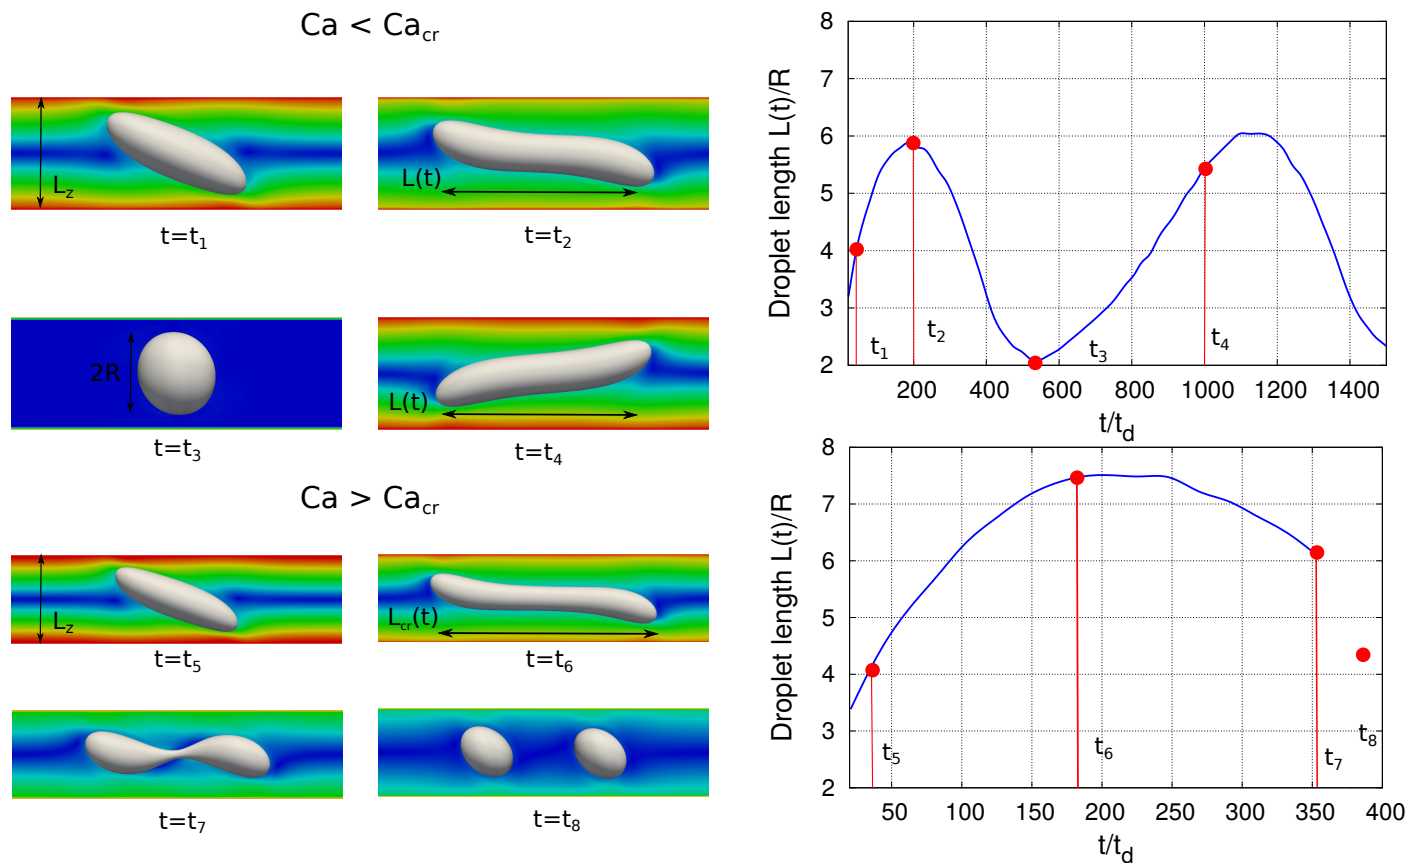 Ca < Ca_cr
L_z
t=t_1
L(t)
t=t_2
2R
t=t_3
L(t)
t=t_4
Ca > Ca_cr
L_z
t=t_5
L_cr(t)
t=t_6
t=t_7
t=t_8
Droplet length L(t)/R
8
7
6
5
4
3
2
t_1
t_2
t_3
t_4
200 400 600 800 1000 1200 1400
t/t_d
Droplet length L(t)/R
8
7
6
5
4
3
2
t_5
t_6
t_7
t_8
50 100 150 200 250 300 350 400
t/t_d